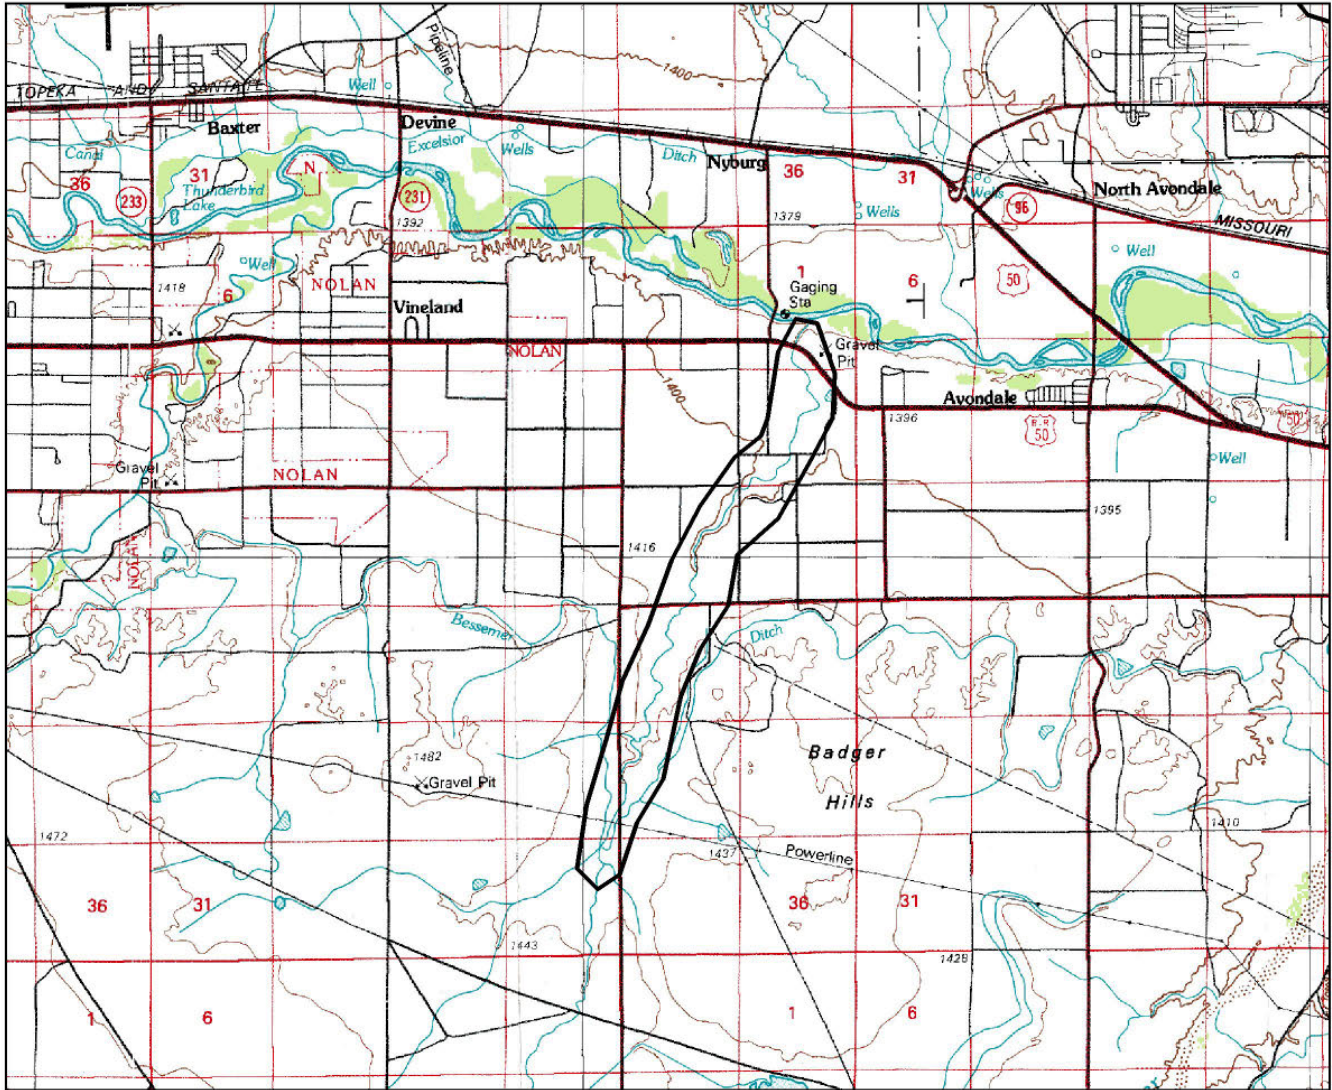 Pipeline
1400
TOPEKA AND SANTA FE
Well
Baxter
Devine
Excelsior
Wells
Ditch
Nyburg
Canal
36
31
N
36
31
Wells
North Avondale
233
Thunderbird
Lake
231
96
1392
1379
Wells
MISSOURI
Well
Well
1418
6
NOLAN
1
6
50
Gaging
Sta
Vineland
NOLAN
Gravel
Pit
1400
Avondale
1396
B.R.
50
50
Gravel
Pit
NOLAN
Well
1395
NOLAN
1416
Bessemer
Ditch
Badger
Hills
1482
Gravel Pit
1472
1437
Powerline
1410
36
31
36
31
1443
1428
1
6
1
6